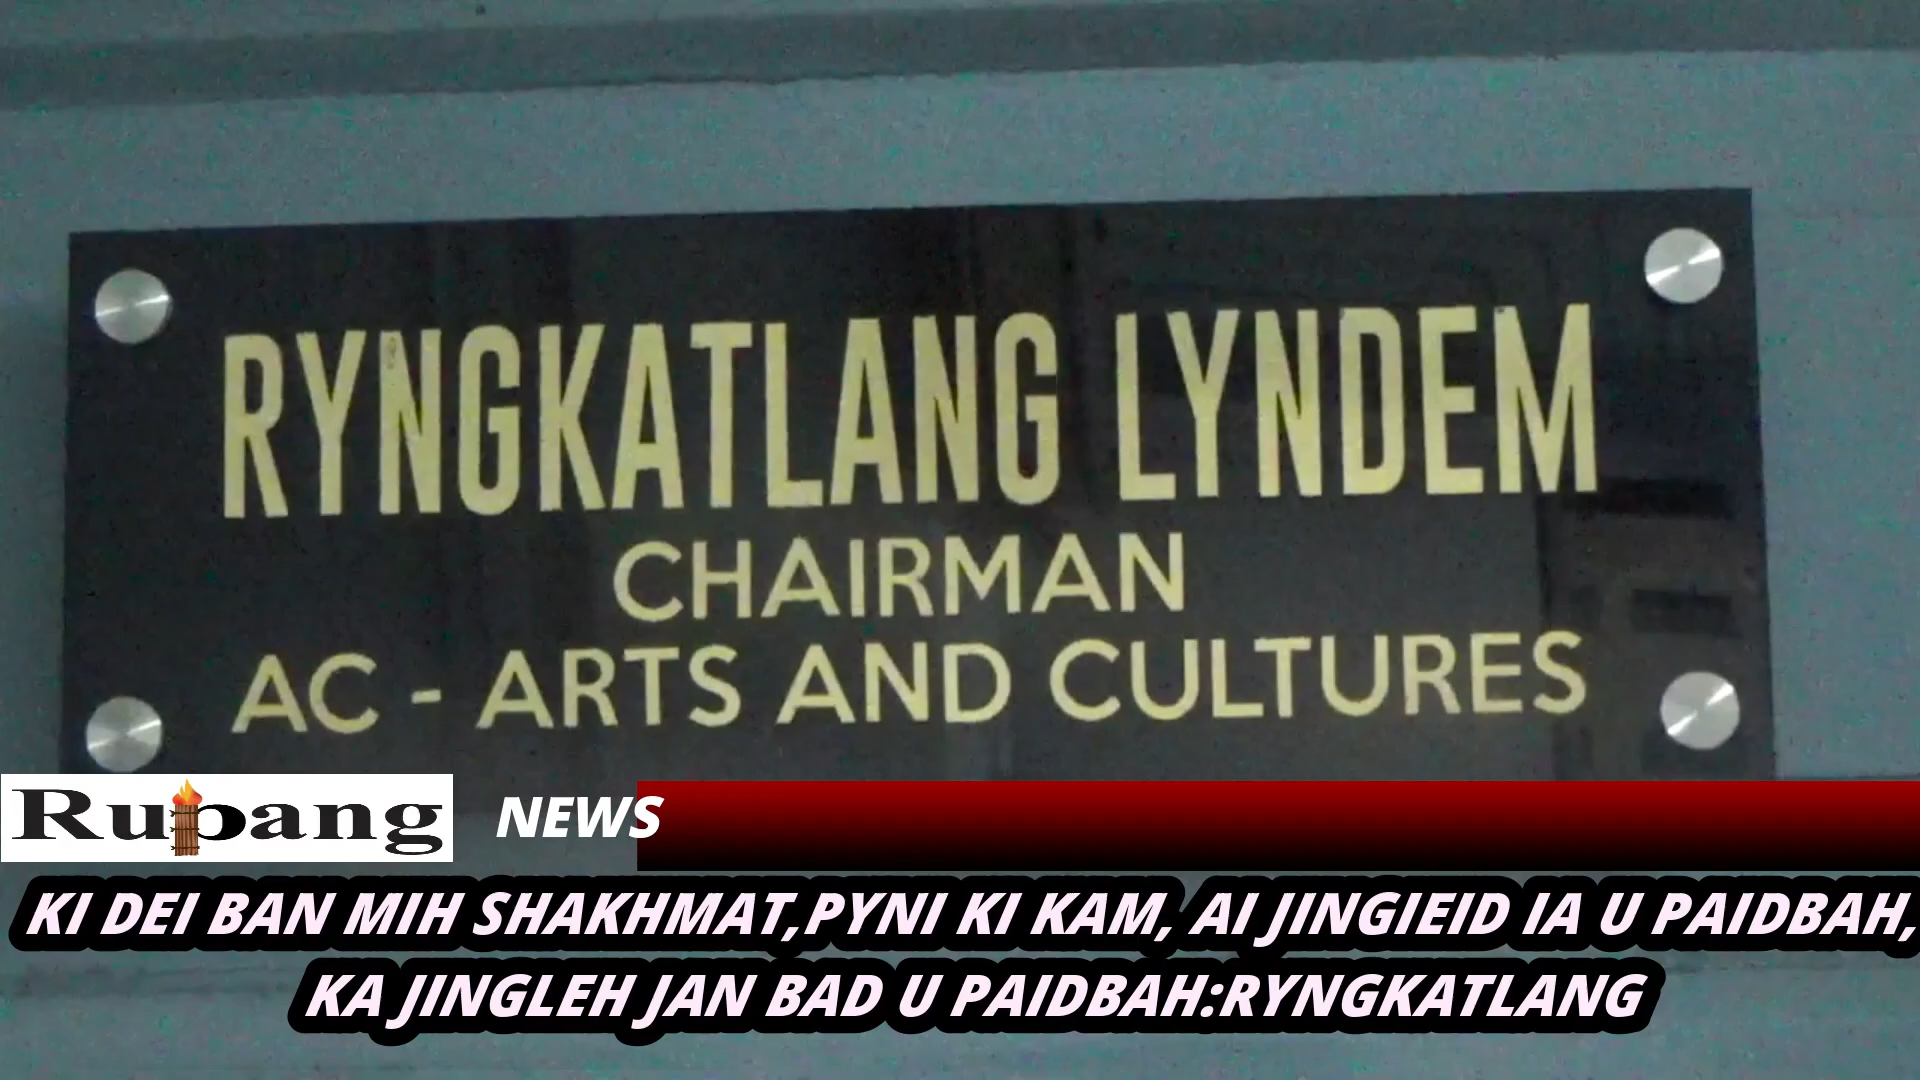 RYNGKATLANG LYNDEM
CHAIRMAN
AC - ARTS AND CULTURES
Rupang NEWS
KI DEI BAN MIH SHAKHMAT,PYNI KI KAM, AI JINGIEID IA U PAIDBAH,
KA JINGLEH JAN BAD U PAIDBAH:RYNGKATLANG